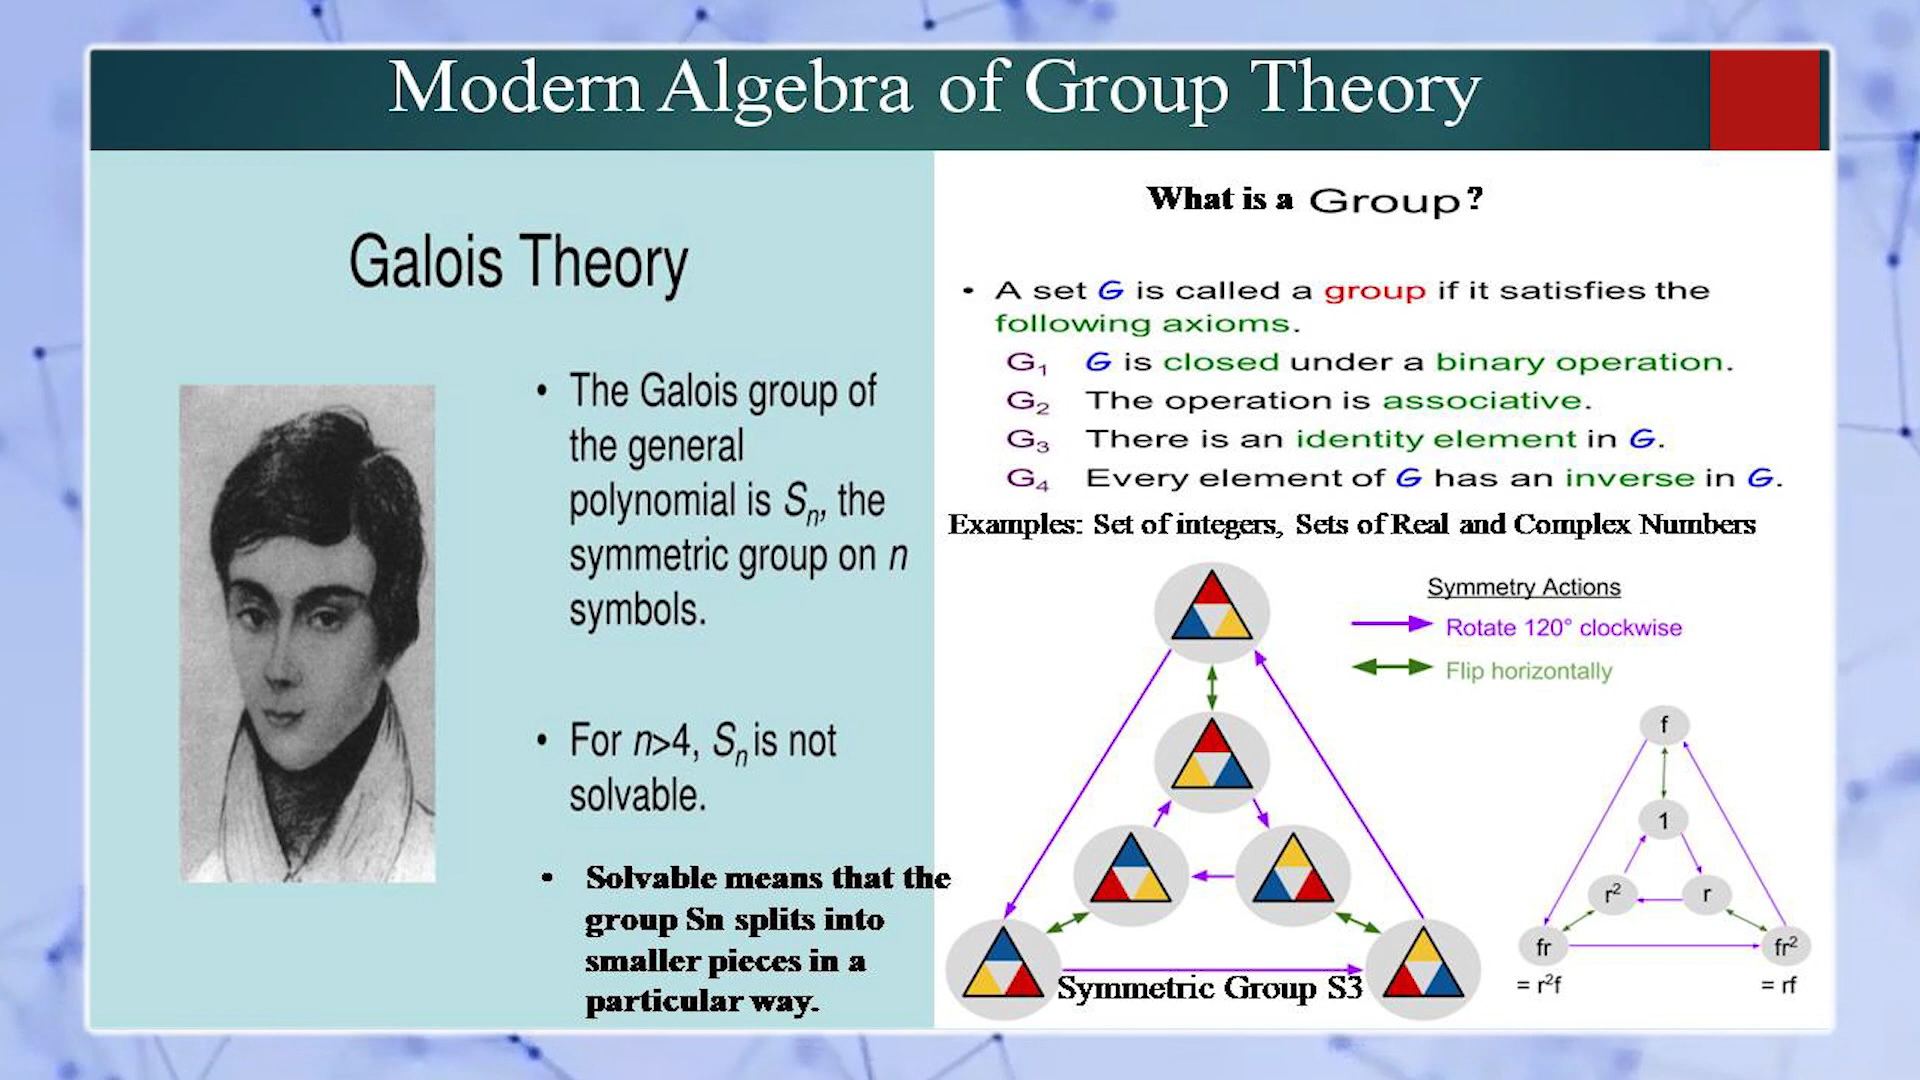 Modern Algebra of Group Theory
Galois Theory
• The Galois group of
the general
polynomial is Sn, the
symmetric group on n
symbols.
• For n>4, Sn is not
solvable.
• Solvable means that the
group Sn splits into
smaller pieces in a
particular way.
What is a Group?
• A set G is called a group if it satisfies the
following axioms.
G1 G is closed under a binary operation.
G2 The operation is associative.
G3 There is an identity element in G.
G4 Every element of G has an inverse in G.
Examples: Set of integers, Sets of Real and Complex Numbers
Symmetry Actions
Rotate 120° clockwise
Flip horizontally
Symmetric Group S3
f
1
r²
r
fr
fr²
= r²f
= rf